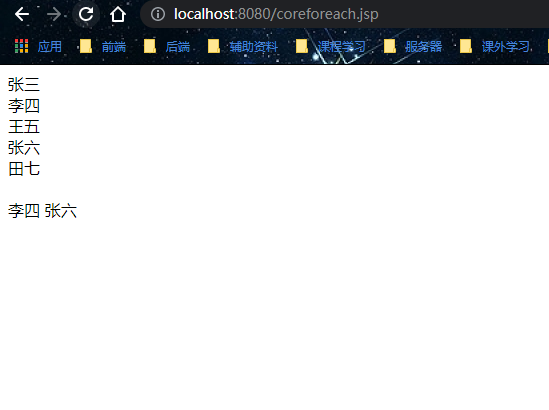 localhost:8080/coreforeach.jsp
应用 前端 后端 辅助资料 课程学习 服务器 课外学习
张三
李四
王五
张六
田七
李四 张六